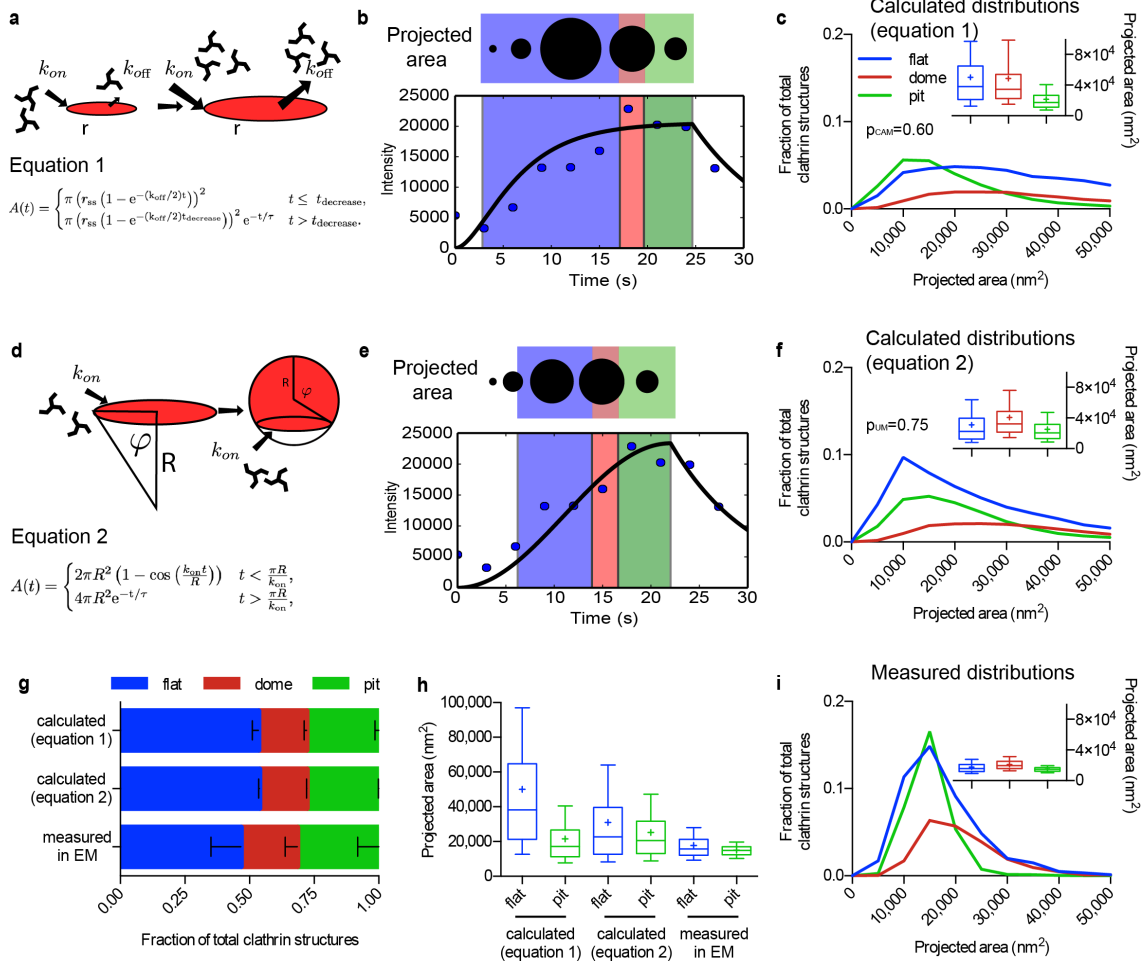 a
k_on
k_off
k_on
k_off
r
r
Equation 1
A(t) = { π (r_ss (1 − e^{−(k_off/2)t}))^2 t ≤ t_decrease,
π (r_ss (1 − e^{−(k_off/2)t_decrease}))^2 e^{−t/τ} t > t_decrease.
b
Projected
area
Intensity
25000
20000
15000
10000
5000
0
0 5 10 15 20 25 30
Time (s)
c
Calculated distributions
(equation 1)
Fraction of total
clathrin structures
0.2
0.1
0.0
flat
dome
pit
p_CAM=0.60
8×10^4
4×10^4
0
Projected area (nm^2)
0 10,000 20,000 30,000 40,000 50,000
Projected area (nm^2)
d
k_on
φ
R
R
φ
k_on
Equation 2
A(t) = { 2πR^2 (1 − cos (k_on t/R)) t < πR/k_on,
4πR^2 e^{−t/τ} t > πR/k_on,
e
Projected
area
Intensity
25000
20000
15000
10000
5000
0
0 5 10 15 20 25 30
Time (s)
f
Calculated distributions
(equation 2)
Fraction of total
clathrin structures
0.2
0.1
0.0
p_UM=0.75
8×10^4
4×10^4
0
Projected area (nm^2)
0 10,000 20,000 30,000 40,000 50,000
Projected area (nm^2)
g
flat dome pit
calculated
(equation 1)
calculated
(equation 2)
measured
in EM
0.00 0.25 0.50 0.75 1.00
Fraction of total clathrin structures
h
Projected area (nm^2)
100,000
80,000
60,000
40,000
20,000
0
flat pit flat pit flat pit
calculated
(equation 1)
calculated
(equation 2)
measured
in EM
i
Measured distributions
Fraction of total
clathrin structures
0.2
0.1
0.0
8×10^4
4×10^4
0
Projected area (nm^2)
0 10,000 20,000 30,000 40,000 50,000
Projected area (nm^2)